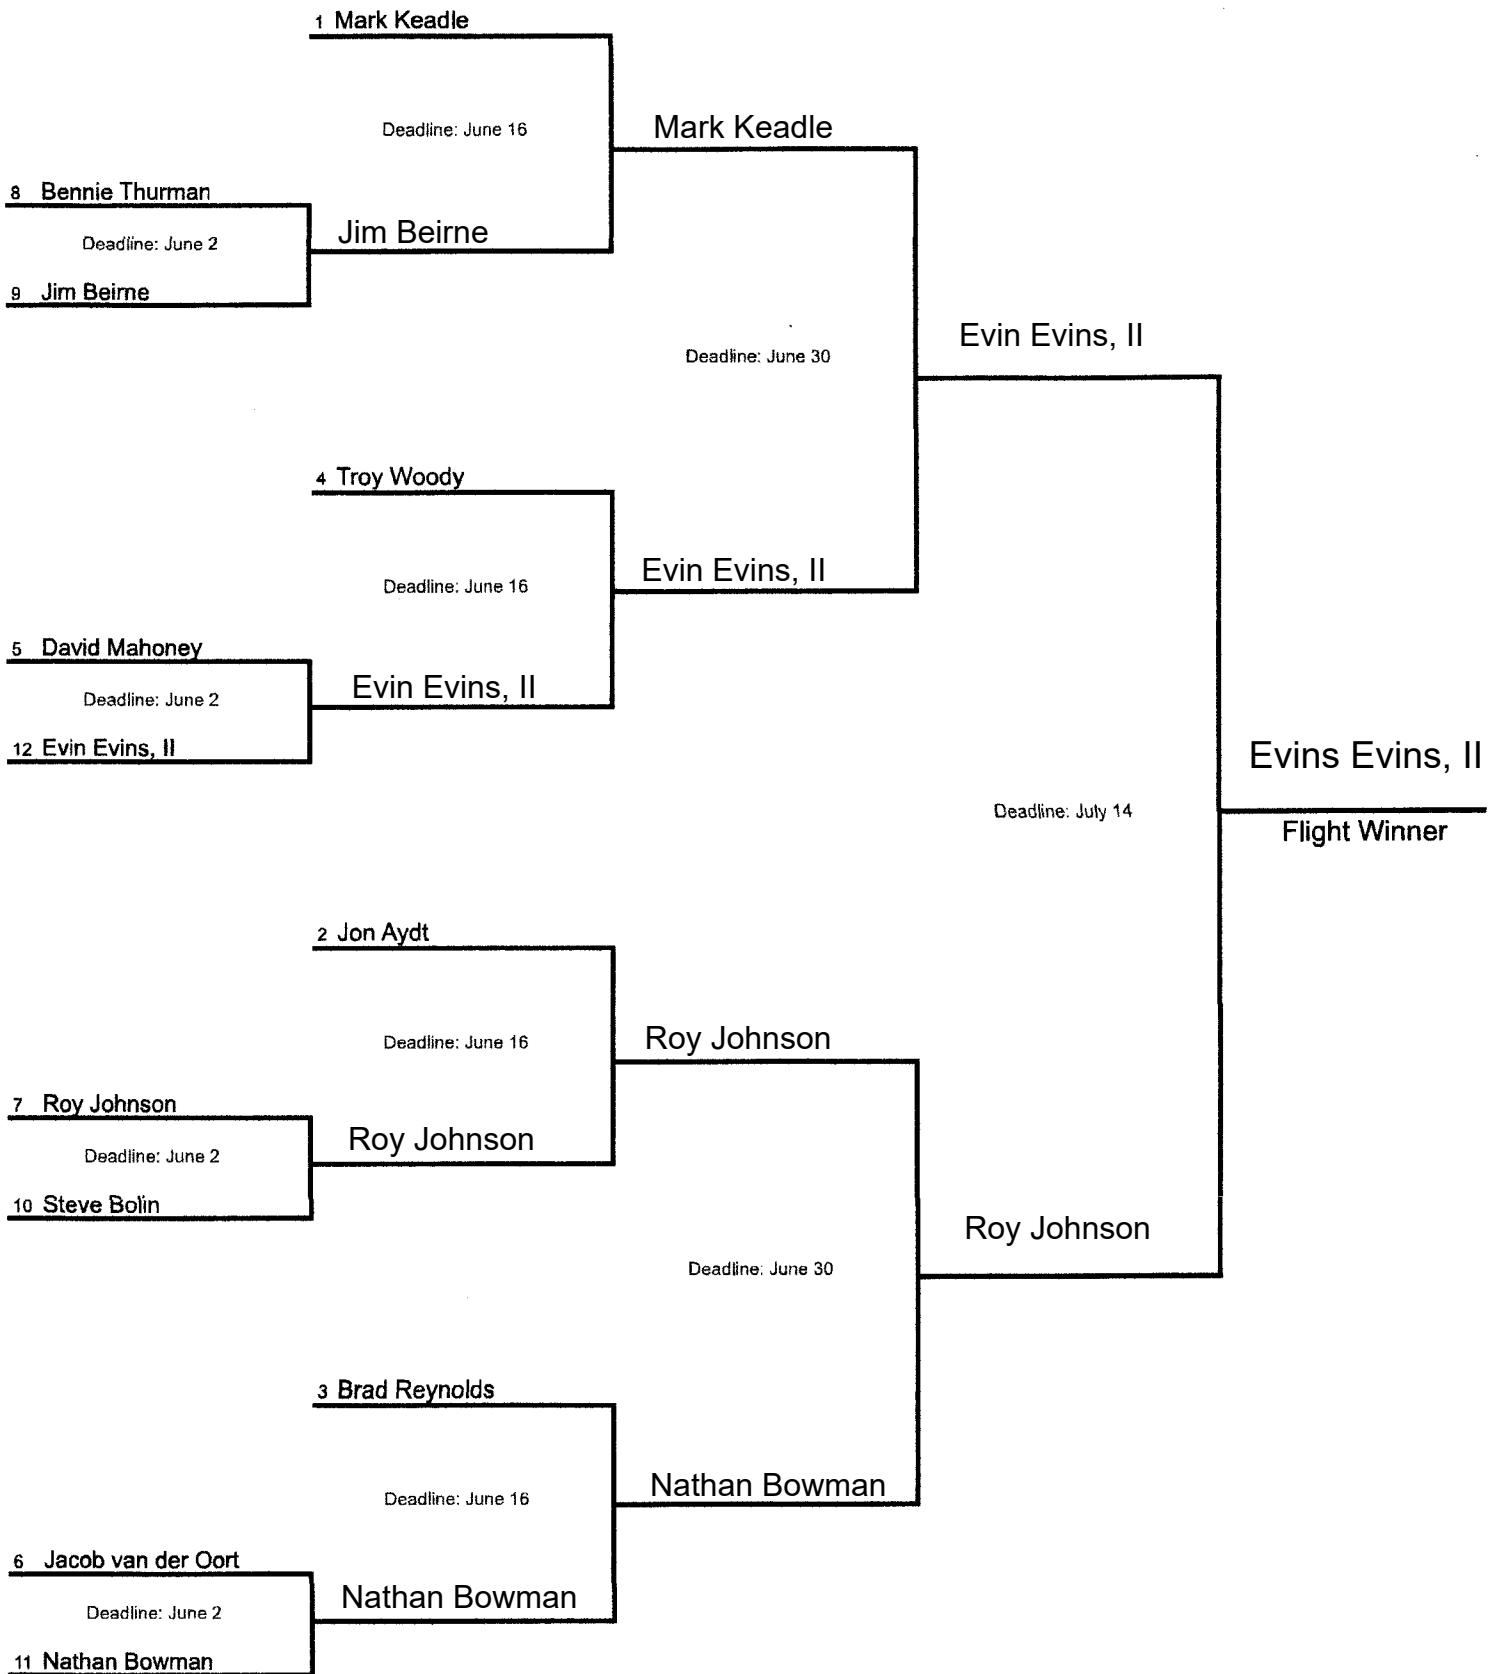 1 Mark Keadle
Deadline: June 16
Mark Keadle
8 Bennie Thurman
Deadline: June 2
Jim Beirne
9 Jim Beirne
Deadline: June 30
Evin Evins, II
4 Troy Woody
Deadline: June 16
Evin Evins, II
5 David Mahoney
Deadline: June 2
Evin Evins, II
12 Evin Evins, II
Evins Evins, II
Deadline: July 14
Flight Winner
2 Jon Aydt
Deadline: June 16
Roy Johnson
7 Roy Johnson
Deadline: June 2
Roy Johnson
10 Steve Bolin
Roy Johnson
Deadline: June 30
3 Brad Reynolds
Deadline: June 16
Nathan Bowman
6 Jacob van der Oort
Deadline: June 2
Nathan Bowman
11 Nathan Bowman